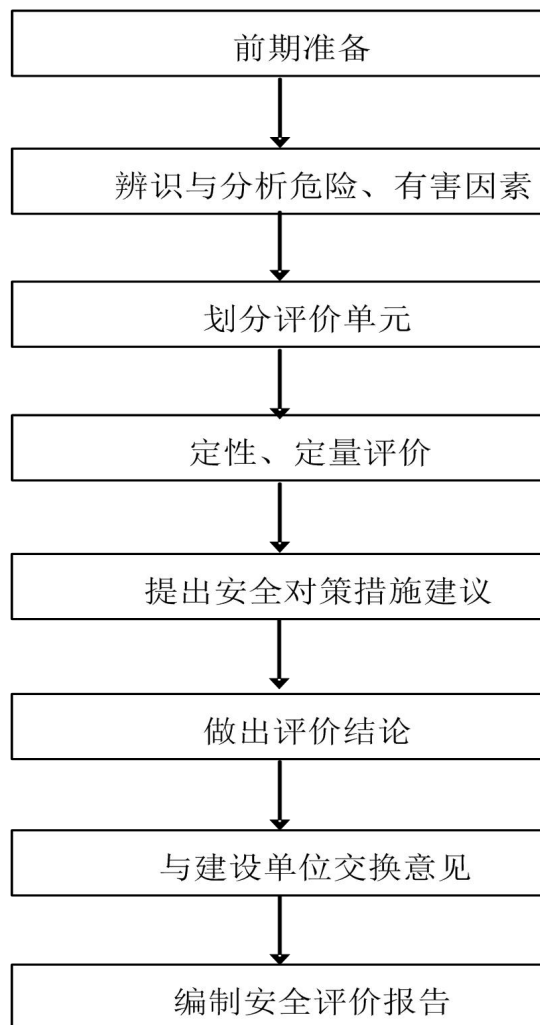 前期准备
辨识与分析危险、有害因素
划分评价单元
定性、定量评价
提出安全对策措施建议
做出评价结论
与建设单位交换意见
编制安全评价报告